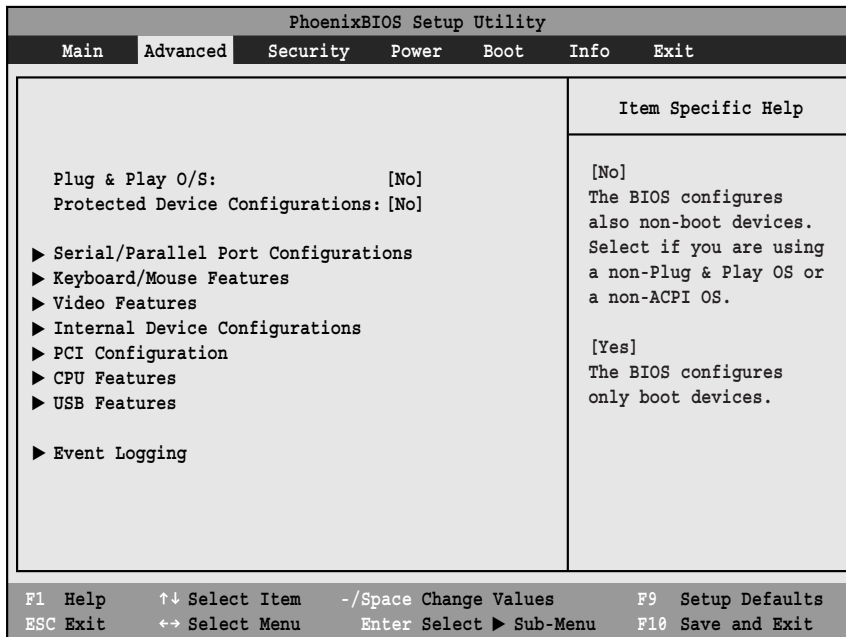 PhoenixBIOS Setup Utility
Main Advanced Security Power Boot Info Exit
Item Specific Help
Plug & Play O/S: [No]
Protected Device Configurations: [No]
▶ Serial/Parallel Port Configurations
▶ Keyboard/Mouse Features
▶ Video Features
▶ Internal Device Configurations
▶ PCI Configuration
▶ CPU Features
▶ USB Features
▶ Event Logging
[No]
The BIOS configures
also non-boot devices.
Select if you are using
a non-Plug & Play OS or
a non-ACPI OS.
[Yes]
The BIOS configures
only boot devices.
F1 Help ↑↓ Select Item -/Space Change Values F9 Setup Defaults
ESC Exit ←→ Select Menu Enter Select ▶ Sub-Menu F10 Save and Exit